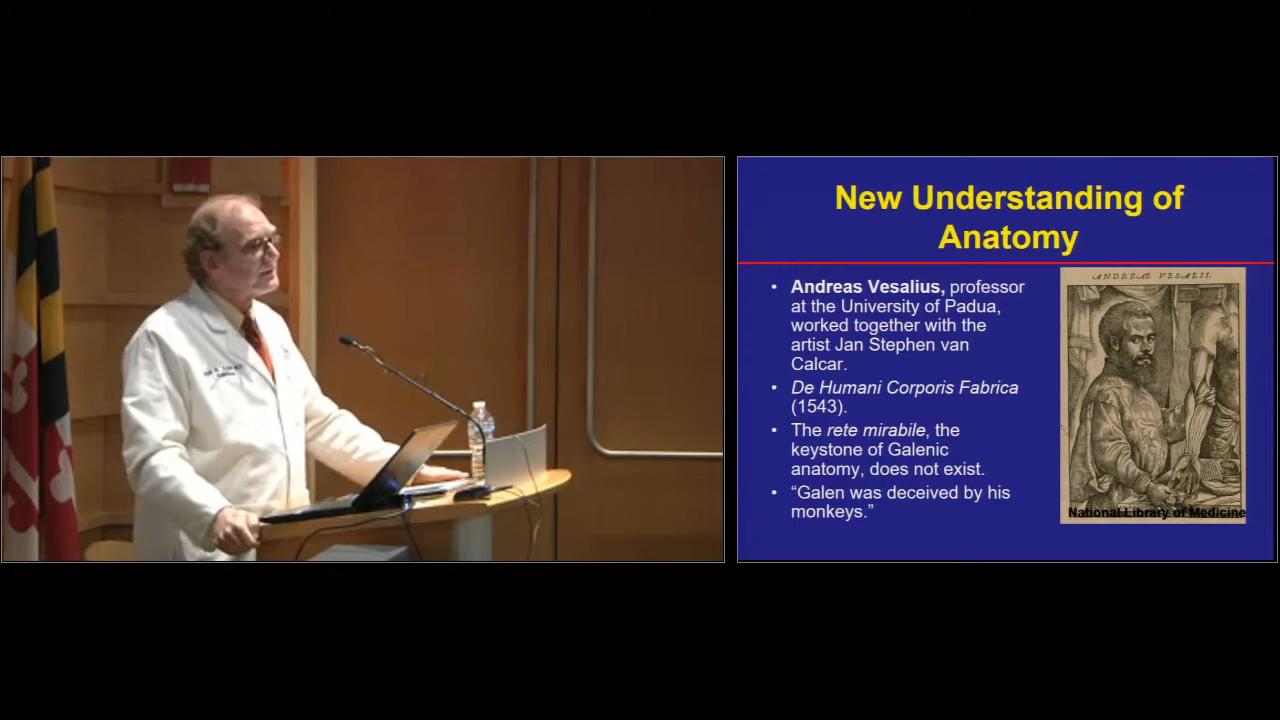 New Understanding of
Anatomy
• Andreas Vesalius, professor
at the University of Padua,
worked together with the
artist Jan Stephen van
Calcar.
• De Humani Corporis Fabrica
(1543).
• The rete mirabile, the
keystone of Galenic
anatomy, does not exist.
• “Galen was deceived by his
monkeys.”
ANDREAE VESALII.
National Library of Medicine